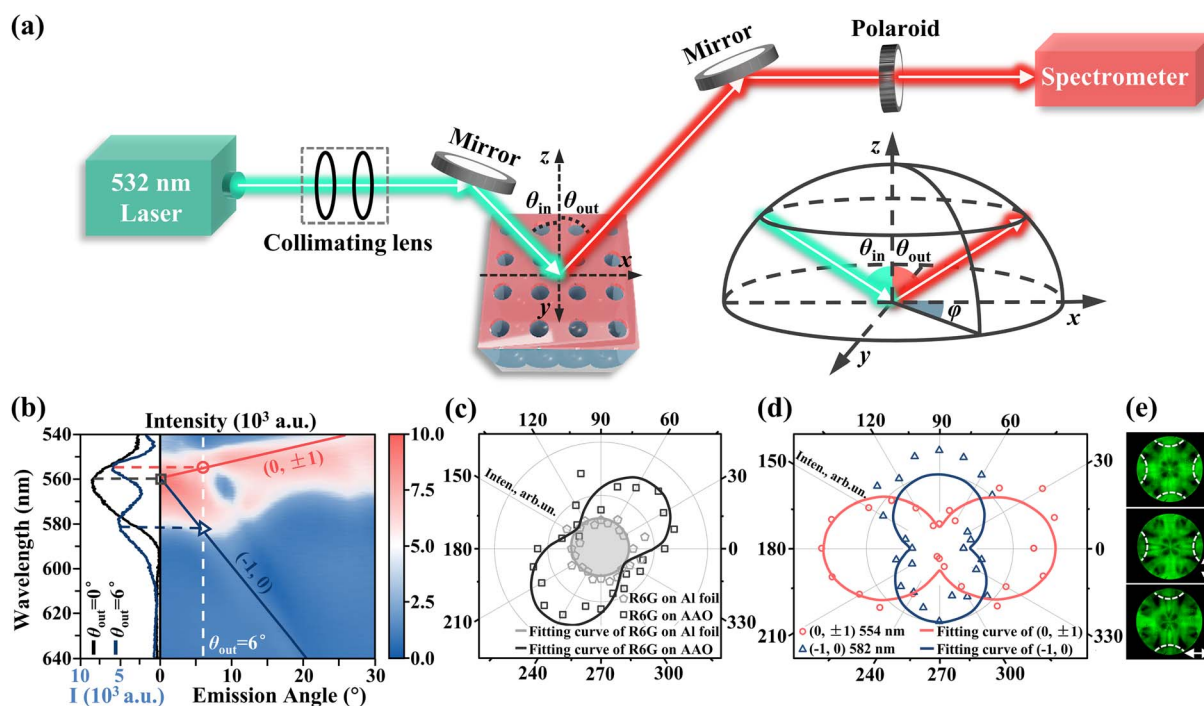 (a)
Mirror
Polaroid
Spectrometer
532 nm
Laser
Collimating lens
Mirror
z
θin
θout
x
y
z
θin
θout
φ
x
y
(b)
Intensity (10³ a.u.)
Wavelength (nm)
540
560
580
600
620
640
θout=0°
θout=6°
10
5
0
10
20
30
I (10³ a.u.)
Emission Angle (°)
(0, ±1)
(-1, 0)
θout=6°
10.0
7.5
5.0
2.5
0.0
(c)
120
90
60
150
30
180
0
210
330
240
270
300
Inten., arb.un.
R6G on Al foil
R6G on AAO
Fitting curve of R6G on Al foil
Fitting curve of R6G on AAO
(d)
120
90
60
150
30
180
0
210
330
240
270
300
Inten., arb.un.
(0, ±1) 554 nm
(-1, 0) 582 nm
Fitting curve of (0, ±1)
Fitting curve of (-1, 0)
(e)